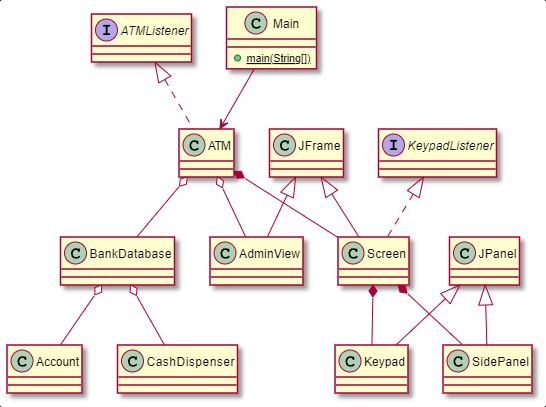 I ATMListener
C Main
main(String[])
C ATM
C JFrame
I KeypadListener
C BankDatabase
C AdminView
C Screen
C JPanel
C Account
C CashDispenser
C Keypad
C SidePanel